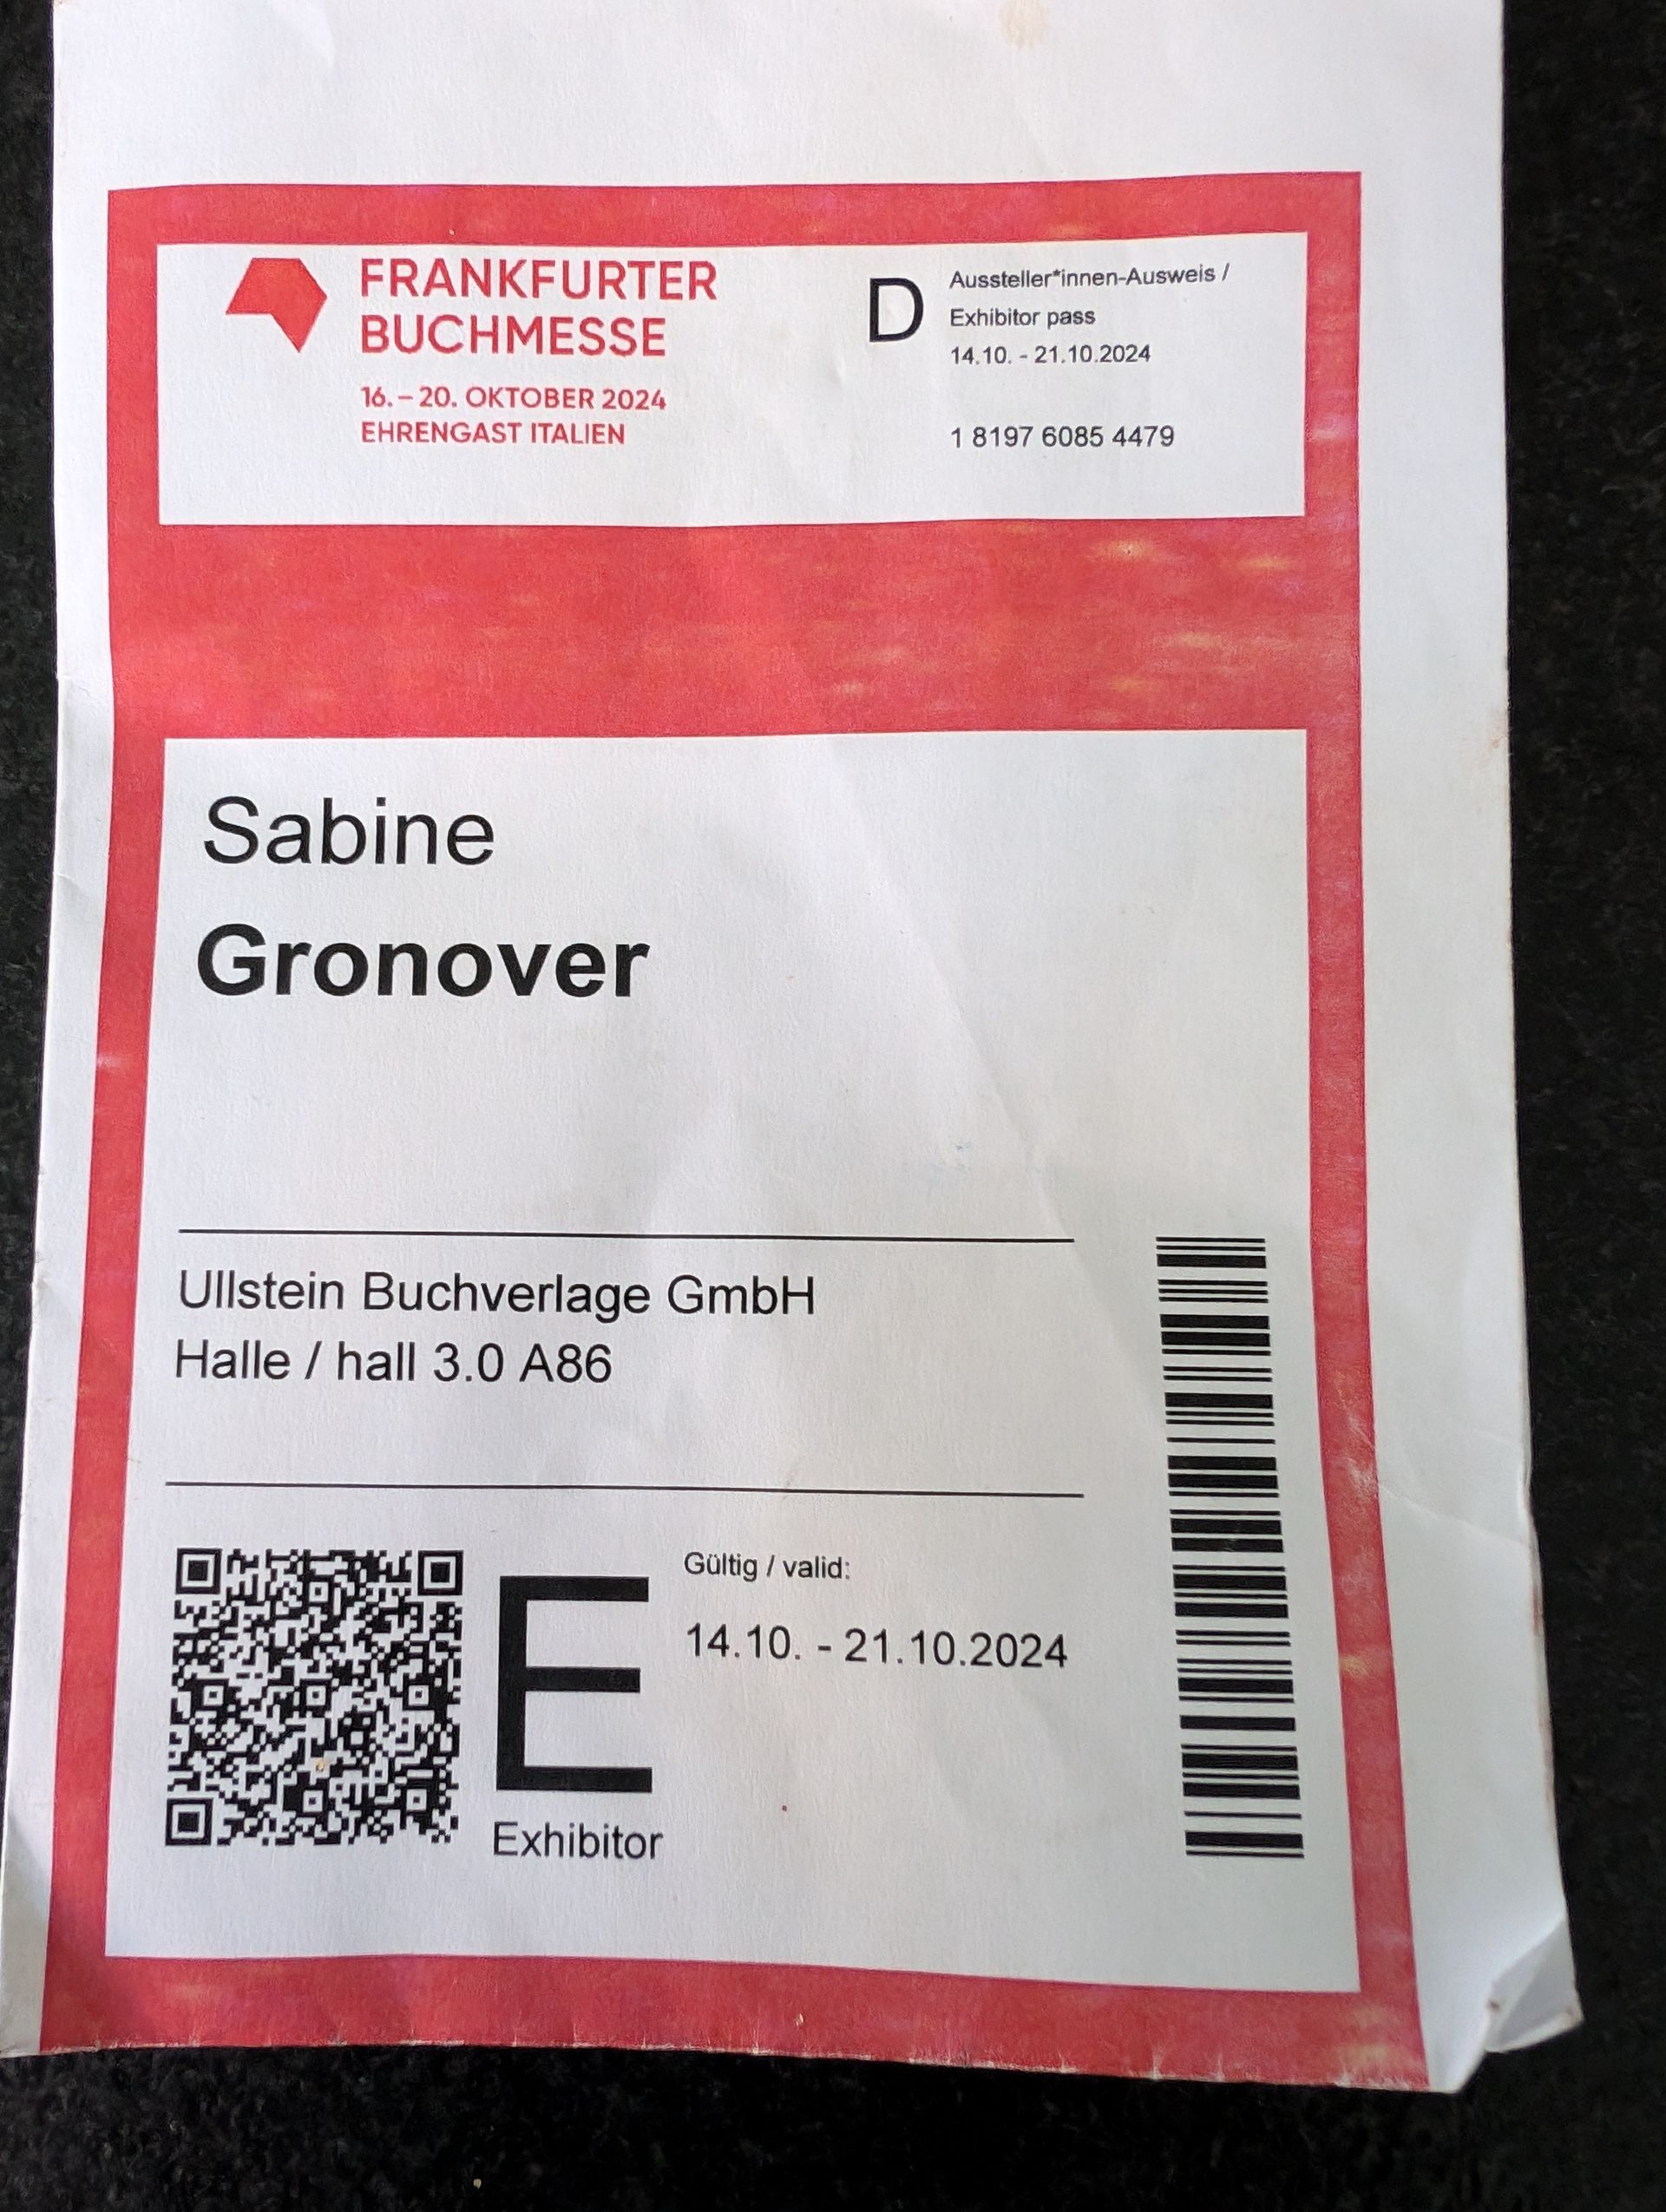 FRANKFURTER
BUCHMESSE
16.–20. OKTOBER 2024
EHRENGAST ITALIEN
D
Aussteller*innen-Ausweis /
Exhibitor pass
14.10. - 21.10.2024
1 8197 6085 4479
Sabine
Gronover
Ullstein Buchverlage GmbH
Halle / hall 3.0 A86
E
Exhibitor
Gültig / valid:
14.10. - 21.10.2024